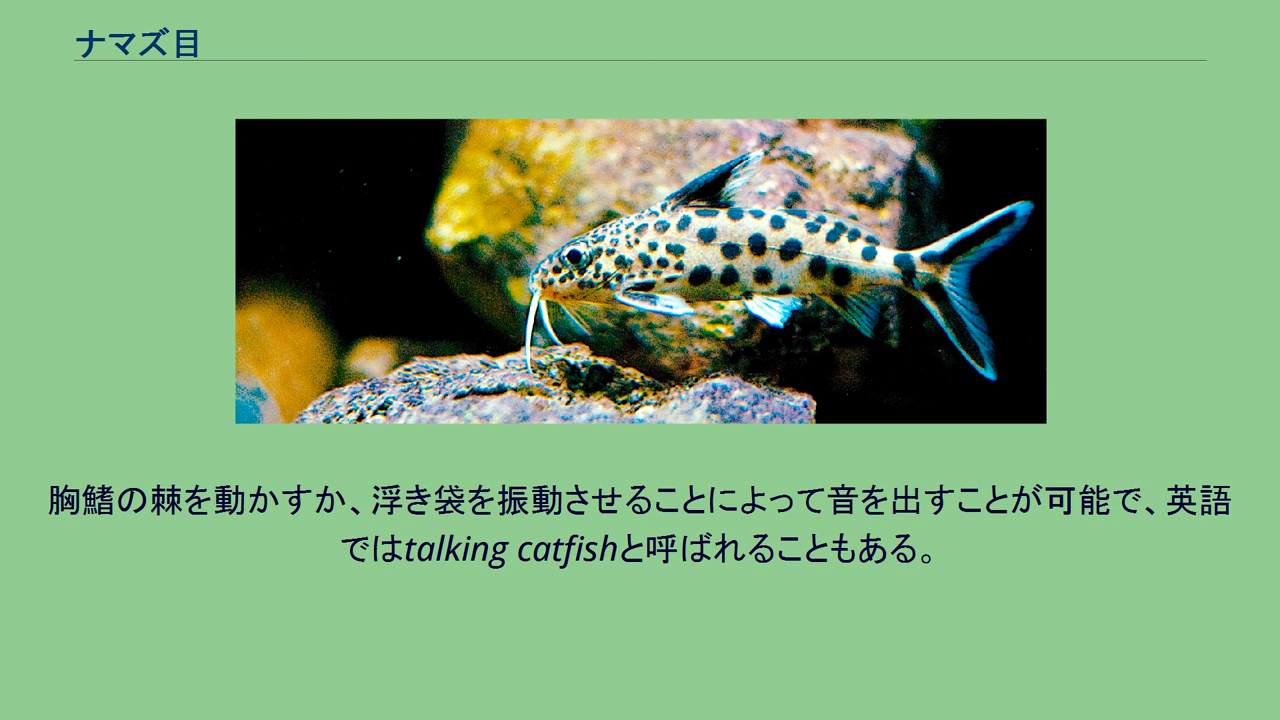 ナマズ目
胸鰭の棘を動かすか、浮き袋を振動させることによって音を出すことが可能で、英語
ではtalking catfishと呼ばれることもある。